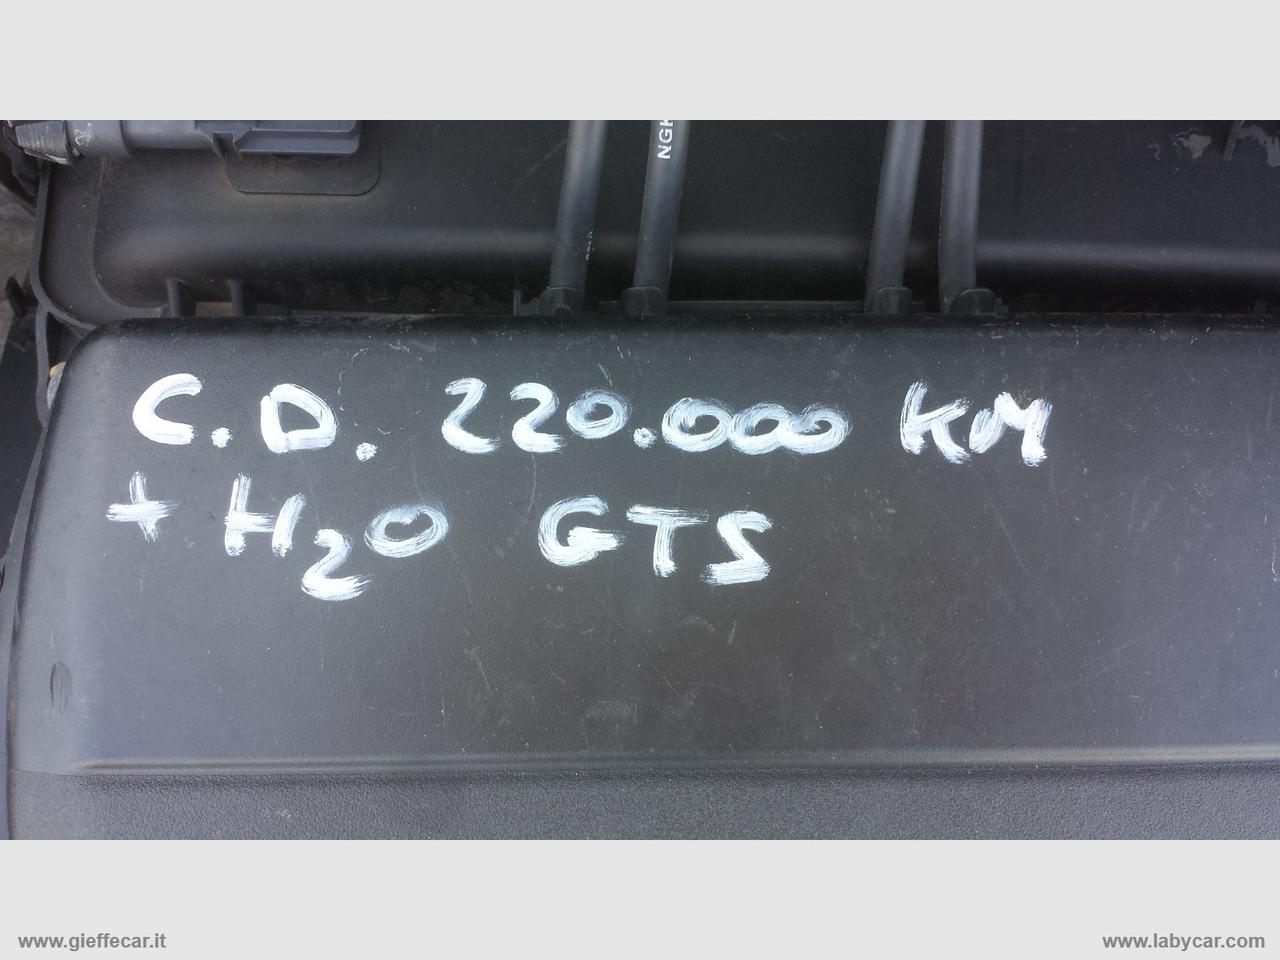 NGK
C.D. 220.000 KM
+ H2O GTS
www.gieffecar.it
www.labycar.com